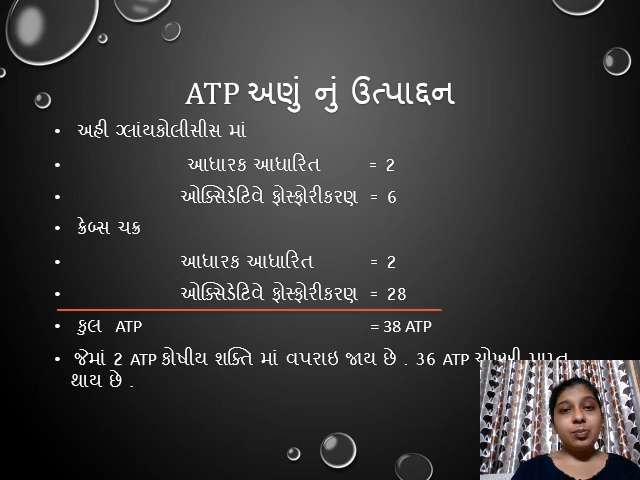 ATP અણું નું ઉત્પાદ્દન
• અહી ગ્લાંયકોલીસીસ માં
• આધારક આધારિત = 2
• ઓક્સિડેટિવે ફોસ્ફોરીકરણ = 6
• ક્રેબ્સ ચક્ર
• આધારક આધારિત = 2
• ઓક્સિડેટિવે ફોસ્ફોરીકરણ = 28
• કુલ ATP = 38 ATP
• જેમાં 2 ATP કોષીય શક્તિ માં વપરાઇ જાય છે . 36 ATP
થાય છે .